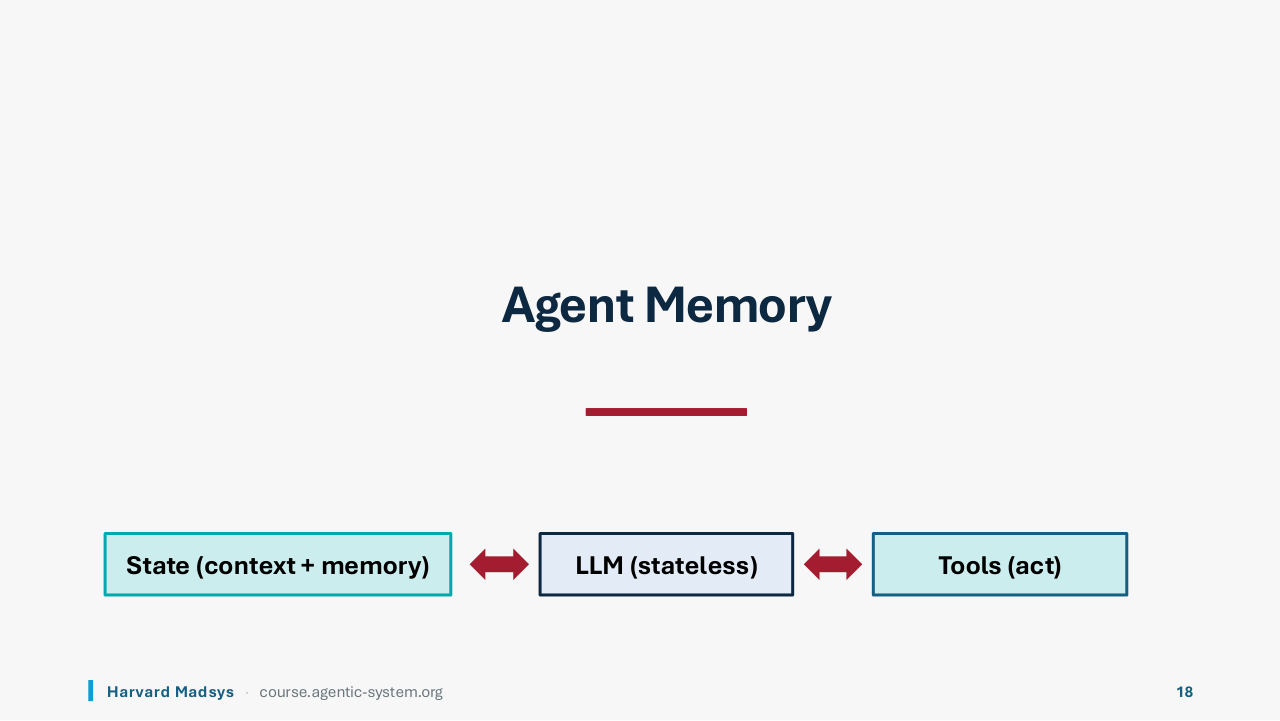 Agent Memory
State (context + memory)
LLM (stateless)
Tools (act)
Harvard Madsys · course.agentic-system.org
18